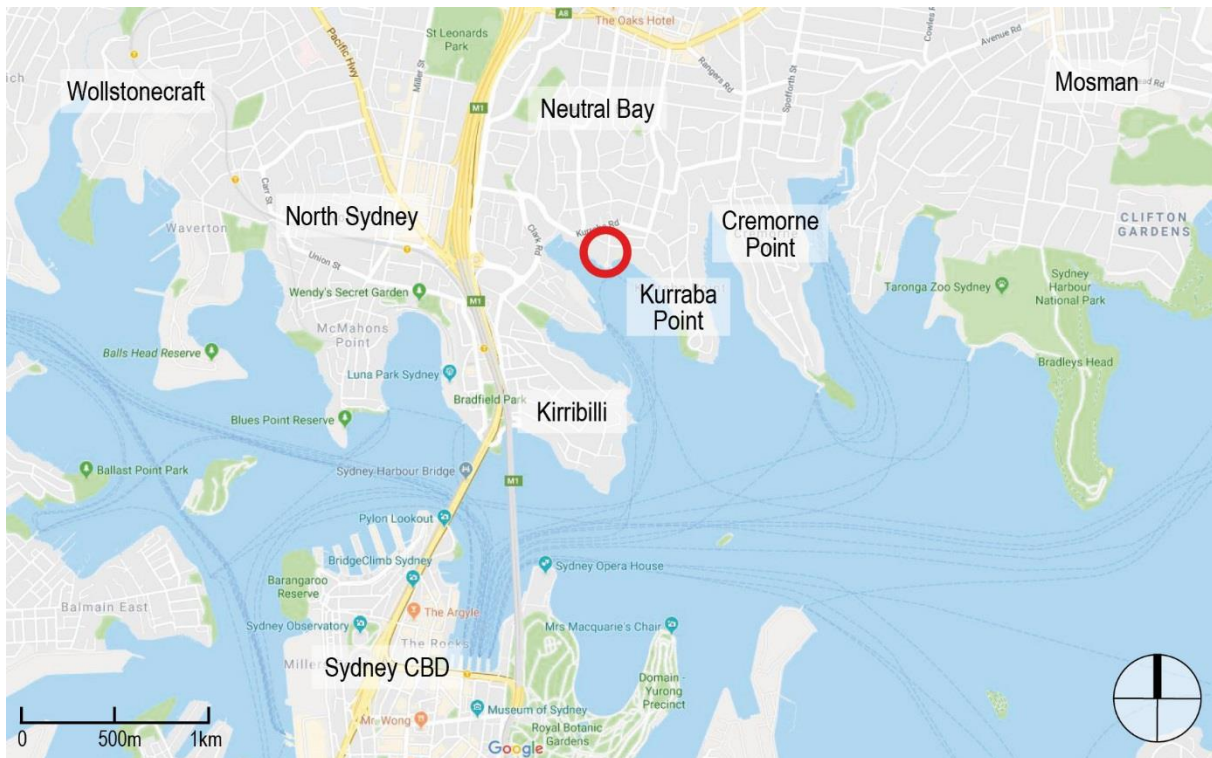 A8
The Oaks Hotel
St Leonards
Park
Pacific Hwy
Miller St
Rangers Rd
Cowles Rd
Avenue Rd
Spofforth St
Wollstonecraft
M1
Neutral Bay
Mosman
Carr St
North Sydney
Clark Rd
Kurraba Rd
Cremorne
Point
CLIFTON
GARDENS
Waverton
Union St
Wendy's Secret Garden
M1
Kurraba
Point
Taronga Zoo Sydney
Sydney
Harbour
National Park
McMahons
Point
Balls Head Reserve
Luna Park Sydney
Bradleys Head
Bradfield Park
Kirribilli
Blues Point Reserve
Ballast Point Park
Sydney Harbour Bridge
M1
Pylon Lookout
BridgeClimb Sydney
Sydney Opera House
Barangaroo
Reserve
Balmain East
The Argyle
Sydney Observatory
The Rocks
Mrs Macquarie's Chair
Miller
Sydney CBD
Domain -
Yurong
Precinct
Museum of Sydney
Mr. Wong
Royal Botanic
Gardens
Google
0 500m 1km